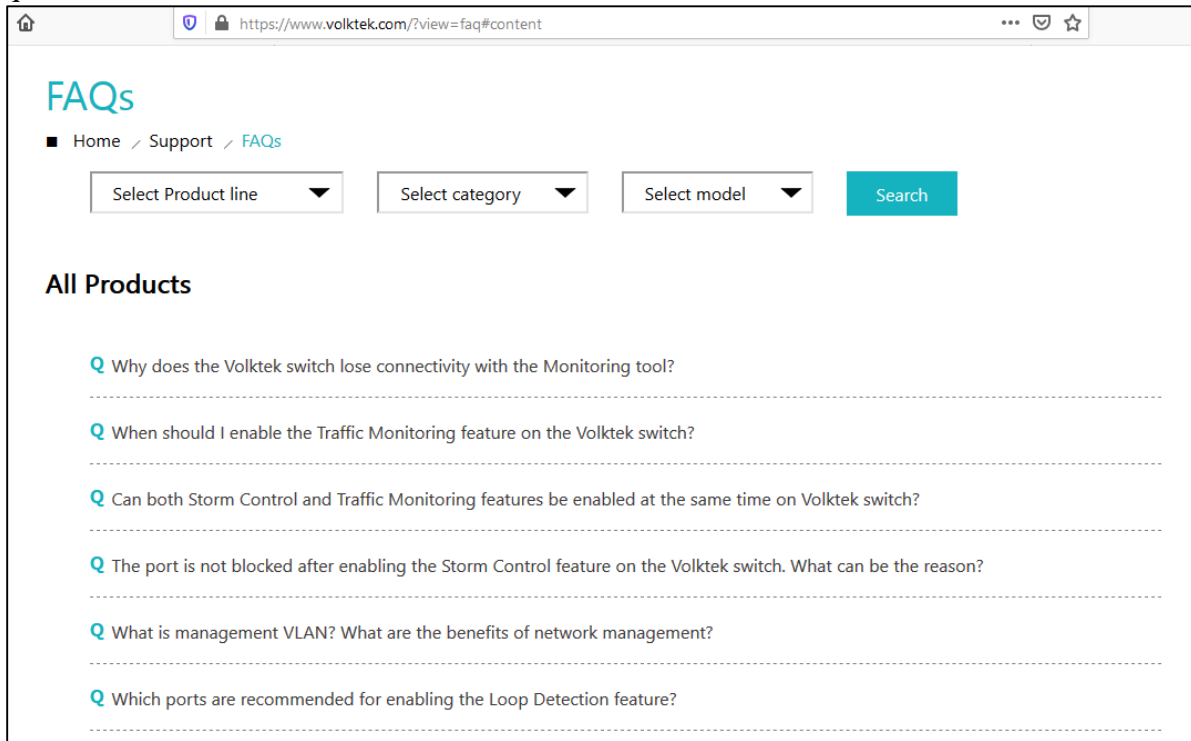 https://www.volktek.com/?view=faq#content
FAQs
Home / Support / FAQs
Select Product line
Select category
Select model
Search
All Products
Q Why does the Volktek switch lose connectivity with the Monitoring tool?
Q When should I enable the Traffic Monitoring feature on the Volktek switch?
Q Can both Storm Control and Traffic Monitoring features be enabled at the same time on Volktek switch?
Q The port is not blocked after enabling the Storm Control feature on the Volktek switch. What can be the reason?
Q What is management VLAN? What are the benefits of network management?
Q Which ports are recommended for enabling the Loop Detection feature?